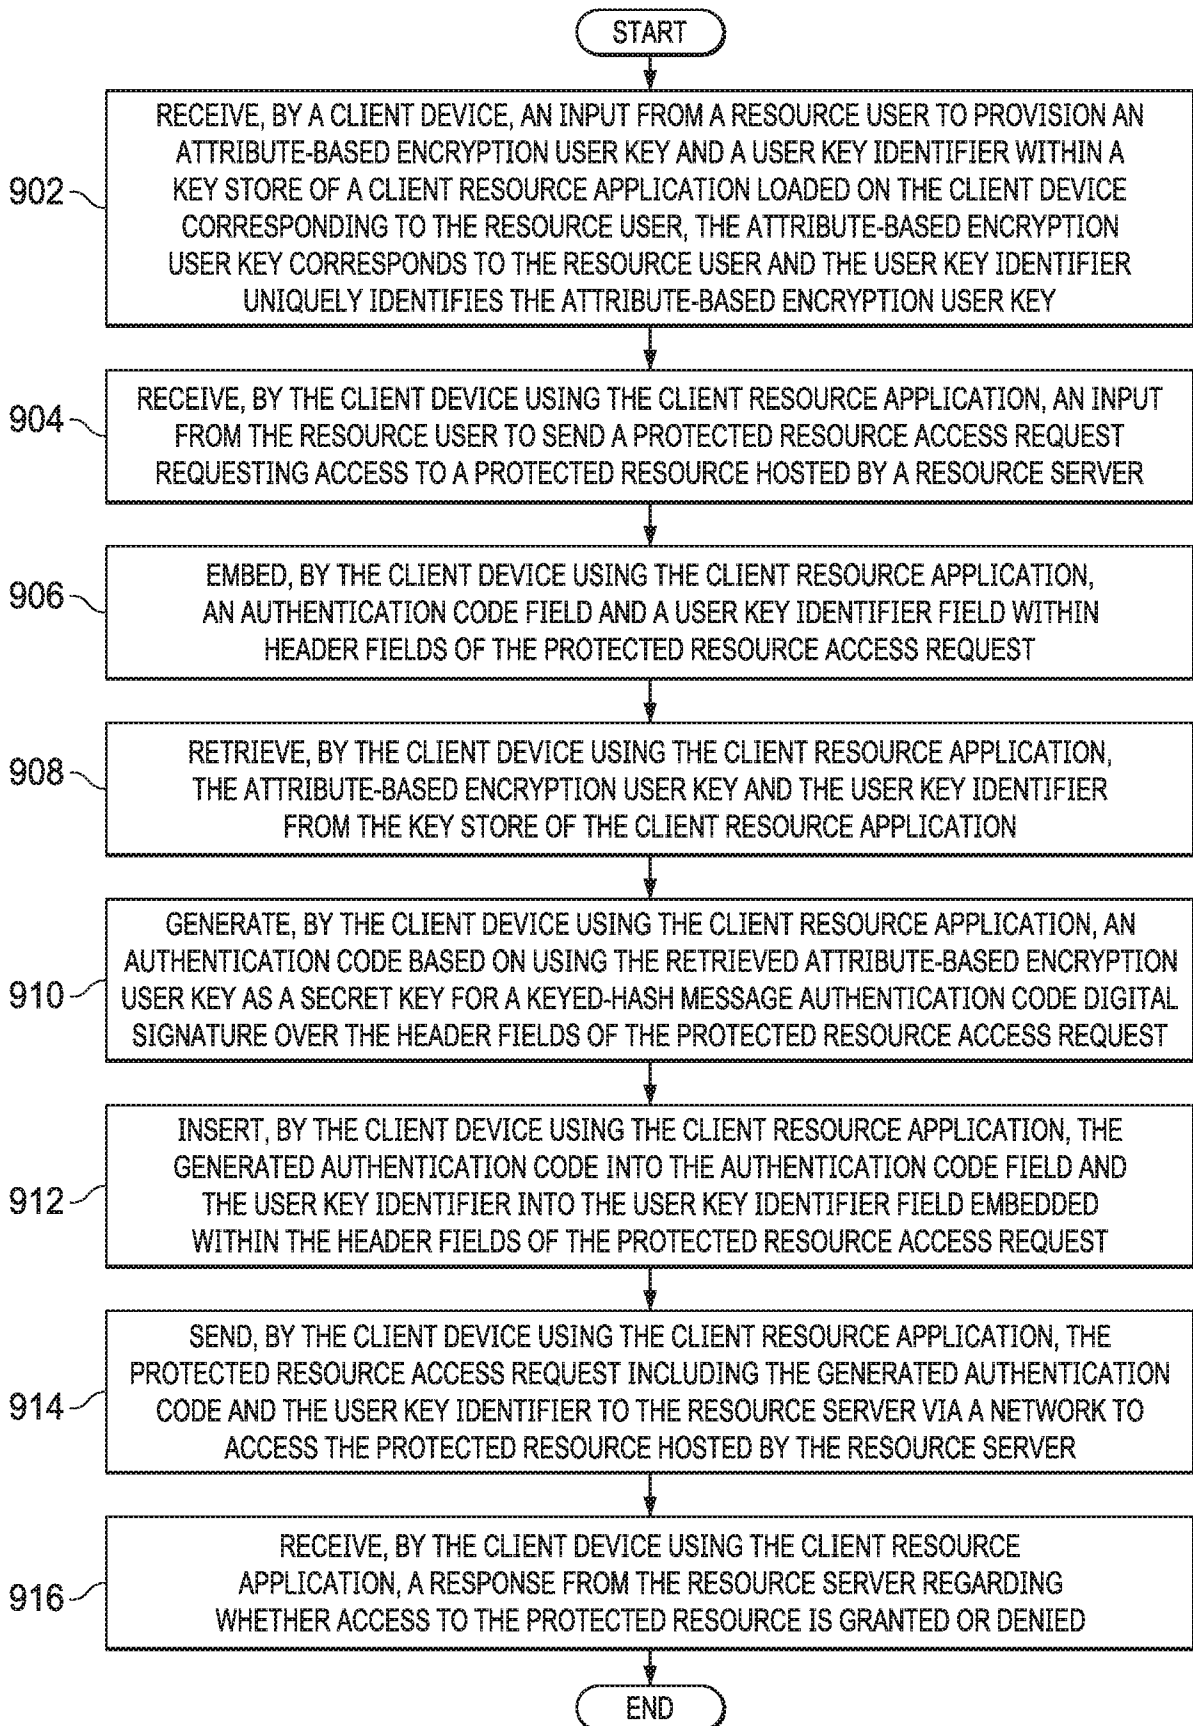 START
902
RECEIVE, BY A CLIENT DEVICE, AN INPUT FROM A RESOURCE USER TO PROVISION AN
ATTRIBUTE-BASED ENCRYPTION USER KEY AND A USER KEY IDENTIFIER WITHIN A
KEY STORE OF A CLIENT RESOURCE APPLICATION LOADED ON THE CLIENT DEVICE
CORRESPONDING TO THE RESOURCE USER, THE ATTRIBUTE-BASED ENCRYPTION
USER KEY CORRESPONDS TO THE RESOURCE USER AND THE USER KEY IDENTIFIER
UNIQUELY IDENTIFIES THE ATTRIBUTE-BASED ENCRYPTION USER KEY
904
RECEIVE, BY THE CLIENT DEVICE USING THE CLIENT RESOURCE APPLICATION, AN INPUT
FROM THE RESOURCE USER TO SEND A PROTECTED RESOURCE ACCESS REQUEST
REQUESTING ACCESS TO A PROTECTED RESOURCE HOSTED BY A RESOURCE SERVER
906
EMBED, BY THE CLIENT DEVICE USING THE CLIENT RESOURCE APPLICATION,
AN AUTHENTICATION CODE FIELD AND A USER KEY IDENTIFIER FIELD WITHIN
HEADER FIELDS OF THE PROTECTED RESOURCE ACCESS REQUEST
908
RETRIEVE, BY THE CLIENT DEVICE USING THE CLIENT RESOURCE APPLICATION,
THE ATTRIBUTE-BASED ENCRYPTION USER KEY AND THE USER KEY IDENTIFIER
FROM THE KEY STORE OF THE CLIENT RESOURCE APPLICATION
910
GENERATE, BY THE CLIENT DEVICE USING THE CLIENT RESOURCE APPLICATION, AN
AUTHENTICATION CODE BASED ON USING THE RETRIEVED ATTRIBUTE-BASED ENCRYPTION
USER KEY AS A SECRET KEY FOR A KEYED-HASH MESSAGE AUTHENTICATION CODE DIGITAL
SIGNATURE OVER THE HEADER FIELDS OF THE PROTECTED RESOURCE ACCESS REQUEST
912
INSERT, BY THE CLIENT DEVICE USING THE CLIENT RESOURCE APPLICATION, THE
GENERATED AUTHENTICATION CODE INTO THE AUTHENTICATION CODE FIELD AND
THE USER KEY IDENTIFIER INTO THE USER KEY IDENTIFIER FIELD EMBEDDED
WITHIN THE HEADER FIELDS OF THE PROTECTED RESOURCE ACCESS REQUEST
914
SEND, BY THE CLIENT DEVICE USING THE CLIENT RESOURCE APPLICATION, THE
PROTECTED RESOURCE ACCESS REQUEST INCLUDING THE GENERATED AUTHENTICATION
CODE AND THE USER KEY IDENTIFIER TO THE RESOURCE SERVER VIA A NETWORK TO
ACCESS THE PROTECTED RESOURCE HOSTED BY THE RESOURCE SERVER
916
RECEIVE, BY THE CLIENT DEVICE USING THE CLIENT RESOURCE
APPLICATION, A RESPONSE FROM THE RESOURCE SERVER REGARDING
WHETHER ACCESS TO THE PROTECTED RESOURCE IS GRANTED OR DENIED
END